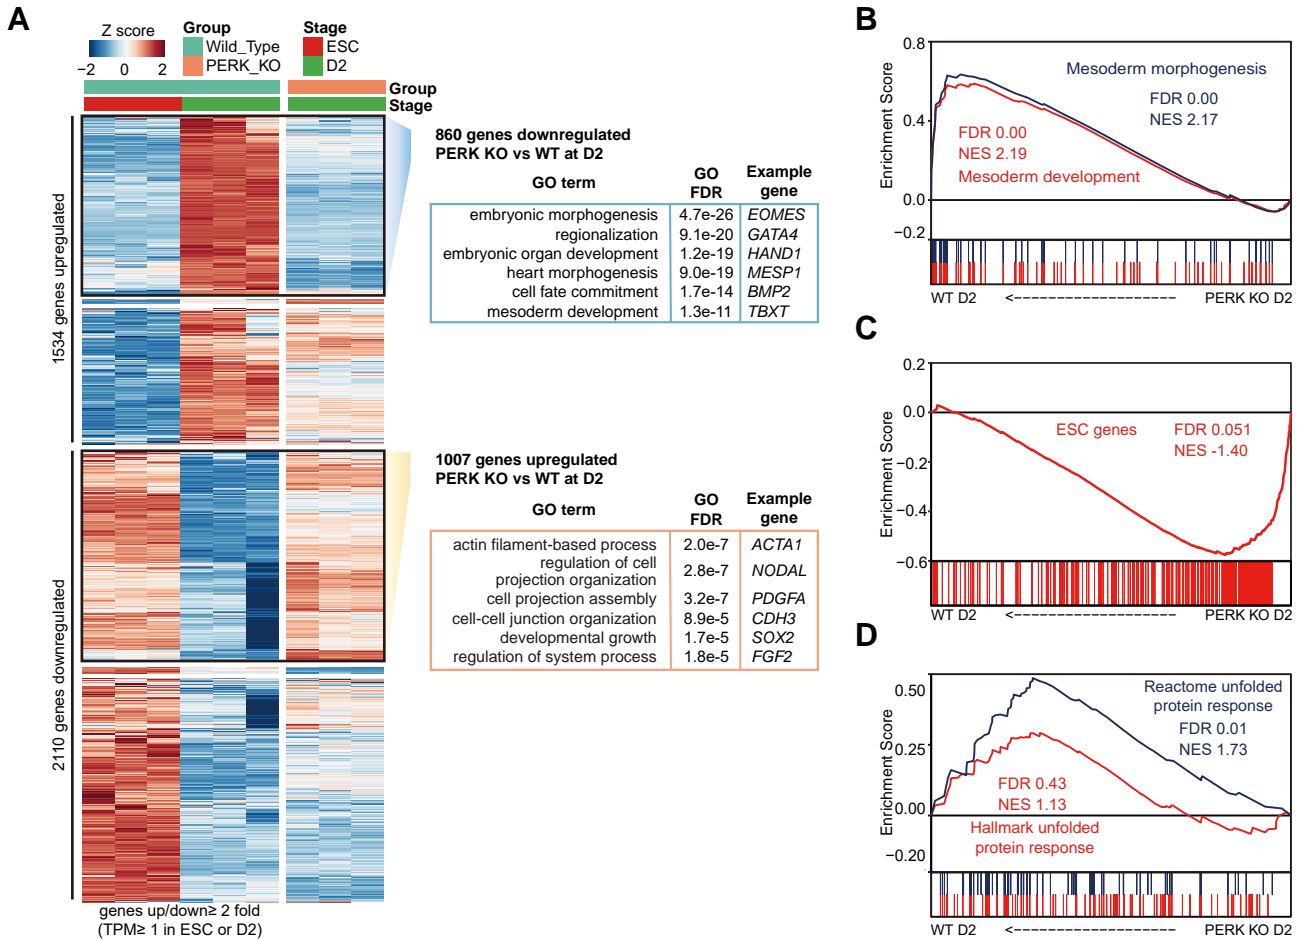 A
Z score
−2 0 2
Group
Wild_Type
PERK_KO
Stage
ESC
D2
Group
Stage
1534 genes upregulated
2110 genes downregulated
860 genes downregulated
PERK KO vs WT at D2
GO term GO FDR Example gene
embryonic morphogenesis 4.7e-26 EOMES
regionalization 9.1e-20 GATA4
embryonic organ development 1.2e-19 HAND1
heart morphogenesis 9.0e-19 MESP1
cell fate commitment 1.7e-14 BMP2
mesoderm development 1.3e-11 TBXT
1007 genes upregulated
PERK KO vs WT at D2
GO term GO FDR Example gene
actin filament-based process 2.0e-7 ACTA1
regulation of cell
projection organization 2.8e-7 NODAL
cell projection assembly 3.2e-7 PDGFA
cell-cell junction organization 8.9e-5 CDH3
developmental growth 1.7e-5 SOX2
regulation of system process 1.8e-5 FGF2
genes up/down≥ 2 fold
(TPM≥ 1 in ESC or D2)
B
Enrichment Score
0.8
0.4
0.0
−0.2
Mesoderm morphogenesis
FDR 0.00
NES 2.17
FDR 0.00
NES 2.19
Mesoderm development
WT D2 <----------------- PERK KO D2
C
Enrichment Score
0.2
0.0
−0.2
−0.4
−0.6
ESC genes
FDR 0.051
NES -1.40
WT D2 <----------------- PERK KO D2
D
Enrichment Score
0.50
0.25
0.00
−0.20
Reactome unfolded
protein response
FDR 0.01
NES 1.73
FDR 0.43
NES 1.13
Hallmark unfolded
protein response
WT D2 <----------------- PERK KO D2